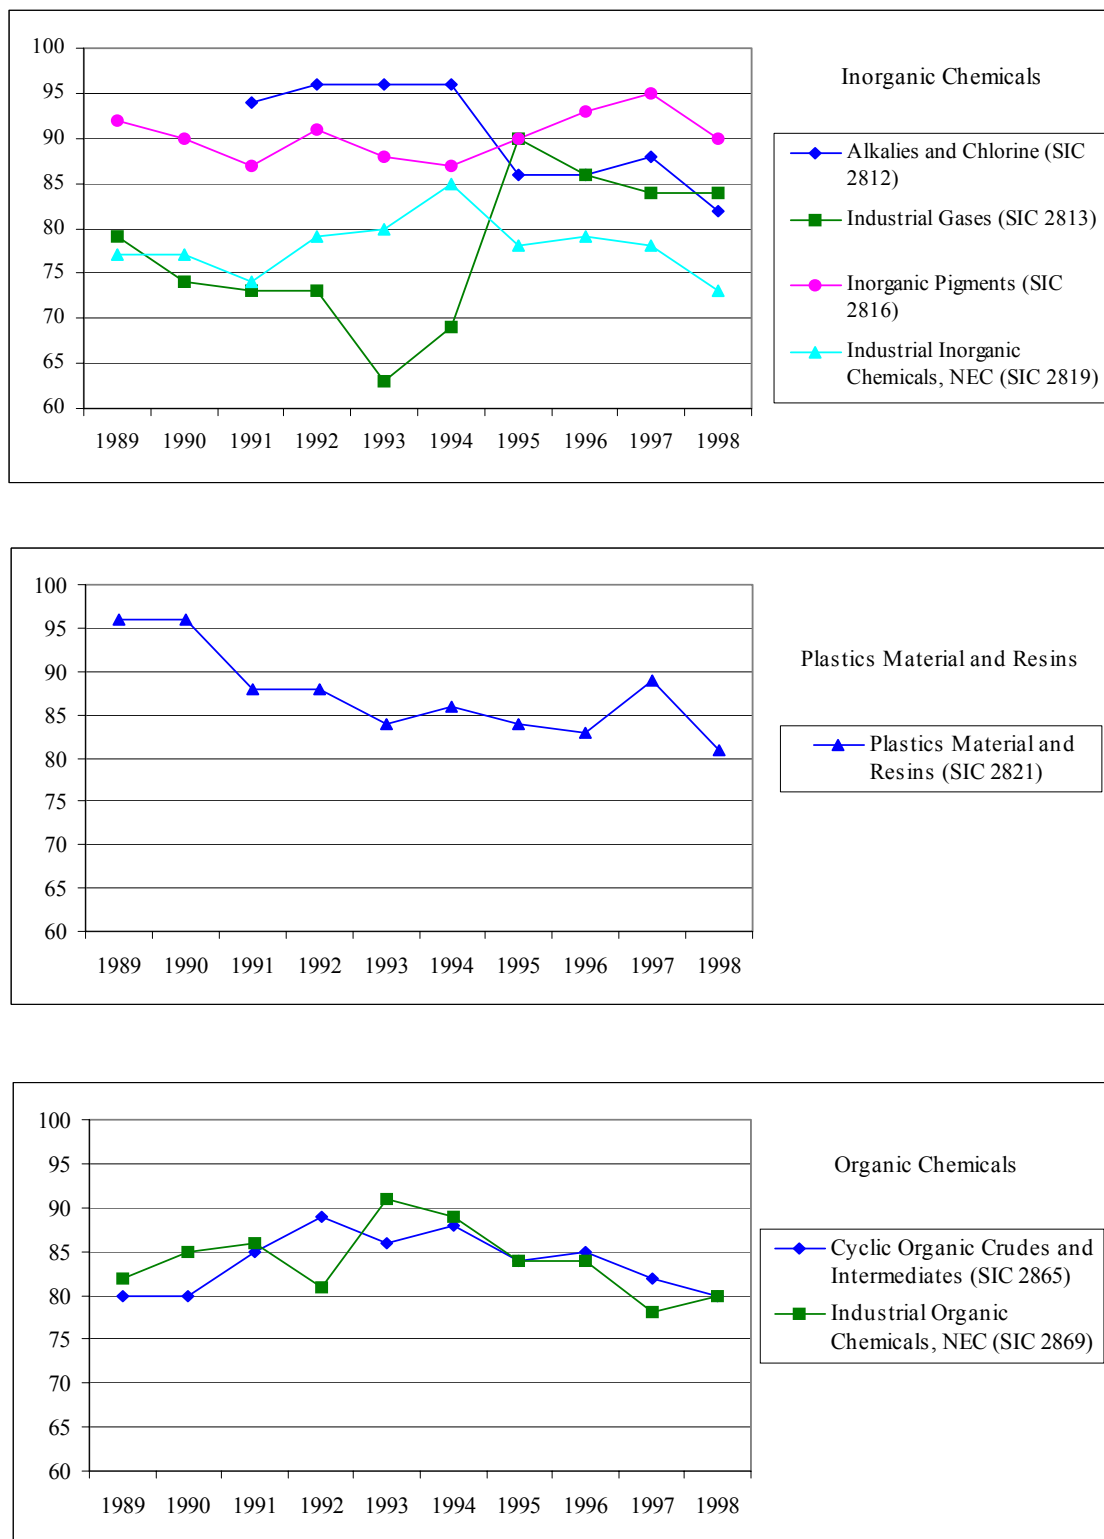 Inorganic Chemicals
100
95
90
85
80
75
70
65
60
1989 1990 1991 1992 1993 1994 1995 1996 1997 1998
Alkalies and Chlorine (SIC
2812)
Industrial Gases (SIC 2813)
Inorganic Pigments (SIC
2816)
Industrial Inorganic
Chemicals, NEC (SIC 2819)
Plastics Material and Resins
100
95
90
85
80
75
70
65
60
1989 1990 1991 1992 1993 1994 1995 1996 1997 1998
Plastics Material and
Resins (SIC 2821)
Organic Chemicals
100
95
90
85
80
75
70
65
60
1989 1990 1991 1992 1993 1994 1995 1996 1997 1998
Cyclic Organic Crudes and
Intermediates (SIC 2865)
Industrial Organic
Chemicals, NEC (SIC 2869)